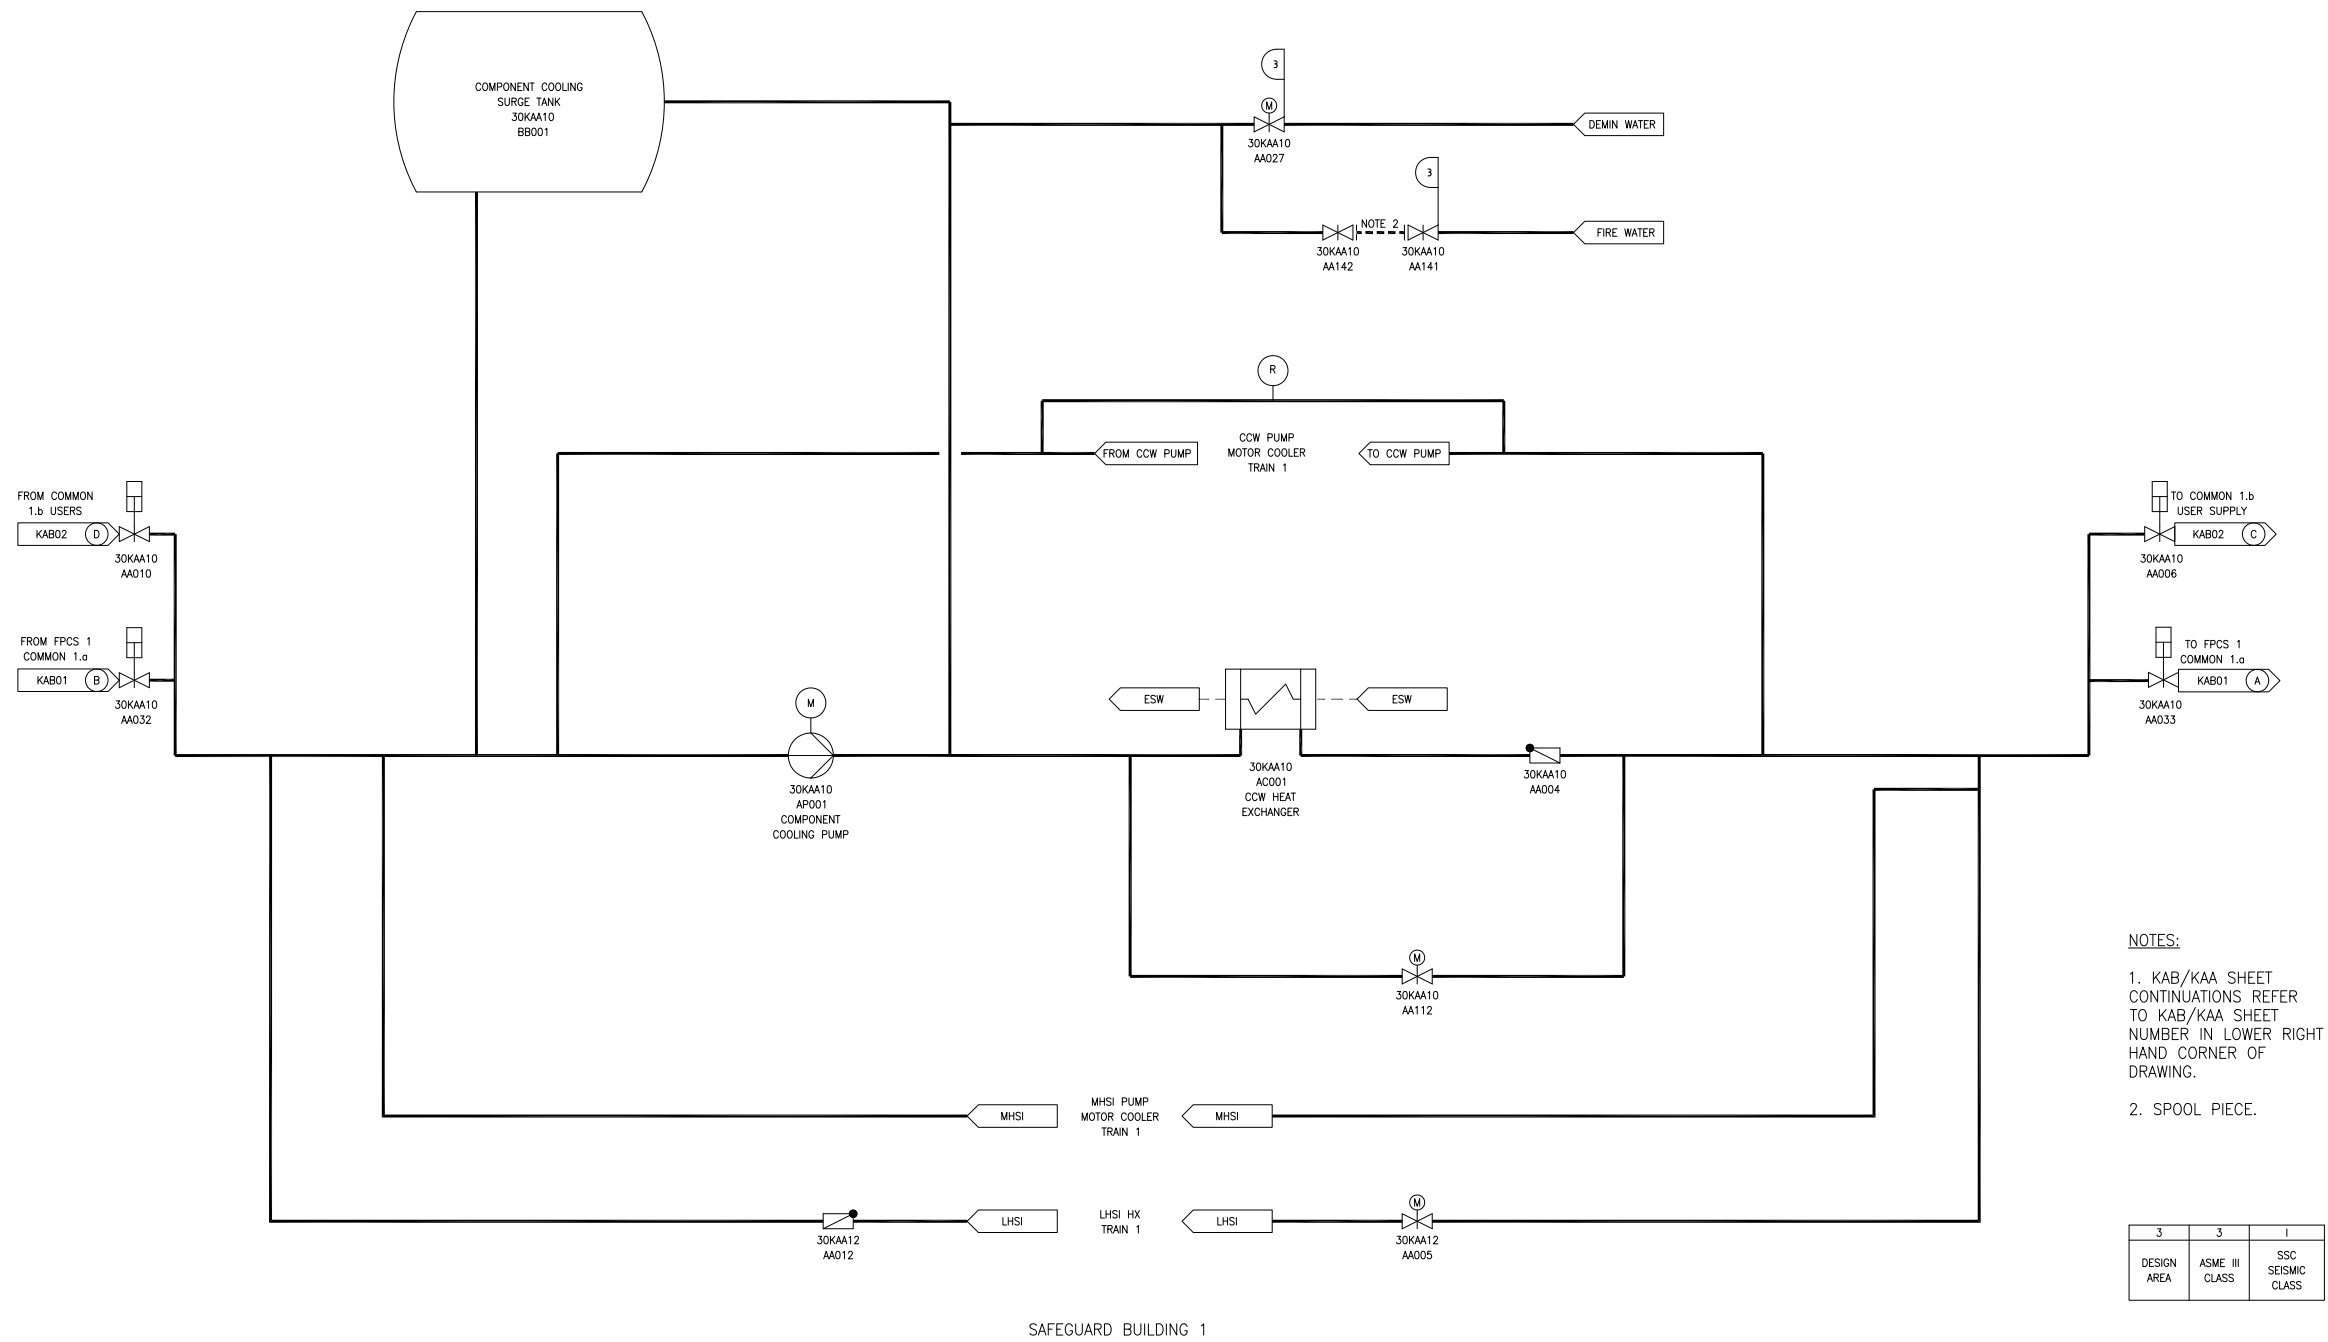 COMPONENT COOLING
SURGE TANK
30KAA10
BB001
3
M
30KAA10
AA027
DEMIN WATER
3
NOTE 2
30KAA10
AA142
30KAA10
AA141
FIRE WATER
R
FROM CCW PUMP
CCW PUMP
MOTOR COOLER
TRAIN 1
TO CCW PUMP
FROM COMMON
1.b USERS
KAB02 D
30KAA10
AA010
TO COMMON 1.b
USER SUPPLY
KAB02 C
30KAA10
AA006
FROM FPCS 1
COMMON 1.a
KAB01 B
30KAA10
AA032
TO FPCS 1
COMMON 1.a
KAB01 A
30KAA10
AA033
M
30KAA10
AP001
COMPONENT
COOLING PUMP
ESW
ESW
30KAA10
AC001
CCW HEAT
EXCHANGER
30KAA10
AA004
M
30KAA10
AA112
MHSI
MHSI PUMP
MOTOR COOLER
TRAIN 1
MHSI
30KAA12
AA012
LHSI
LHSI HX
TRAIN 1
LHSI
M
30KAA12
AA005
NOTES:
1. KAB/KAA SHEET
CONTINUATIONS REFER
TO KAB/KAA SHEET
NUMBER IN LOWER RIGHT
HAND CORNER OF
DRAWING.
2. SPOOL PIECE.
3 3 I
DESIGN
AREA
ASME III
CLASS
SSC
SEISMIC
CLASS
SAFEGUARD BUILDING 1